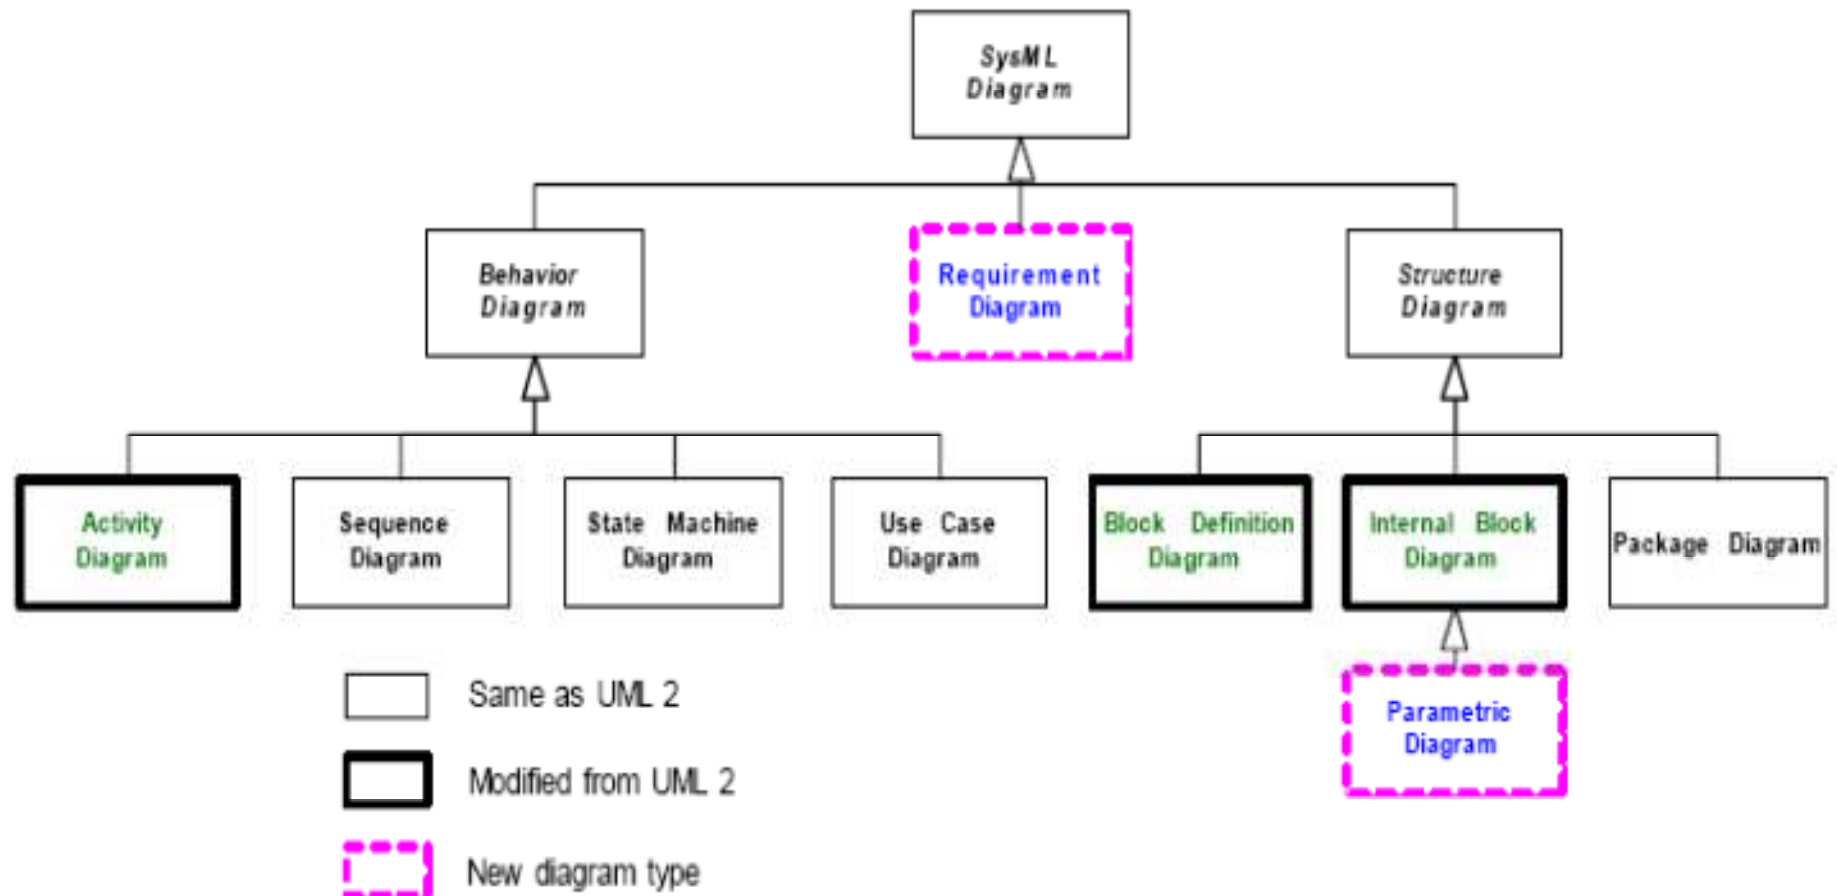 SysML
Diagram
Behavior
Diagram
Requirement
Diagram
Structure
Diagram
Activity
Diagram
Sequence
Diagram
State Machine
Diagram
Use Case
Diagram
Block Definition
Diagram
Internal Block
Diagram
Package Diagram
Parametric
Diagram
Same as UML 2
Modified from UML 2
New diagram type